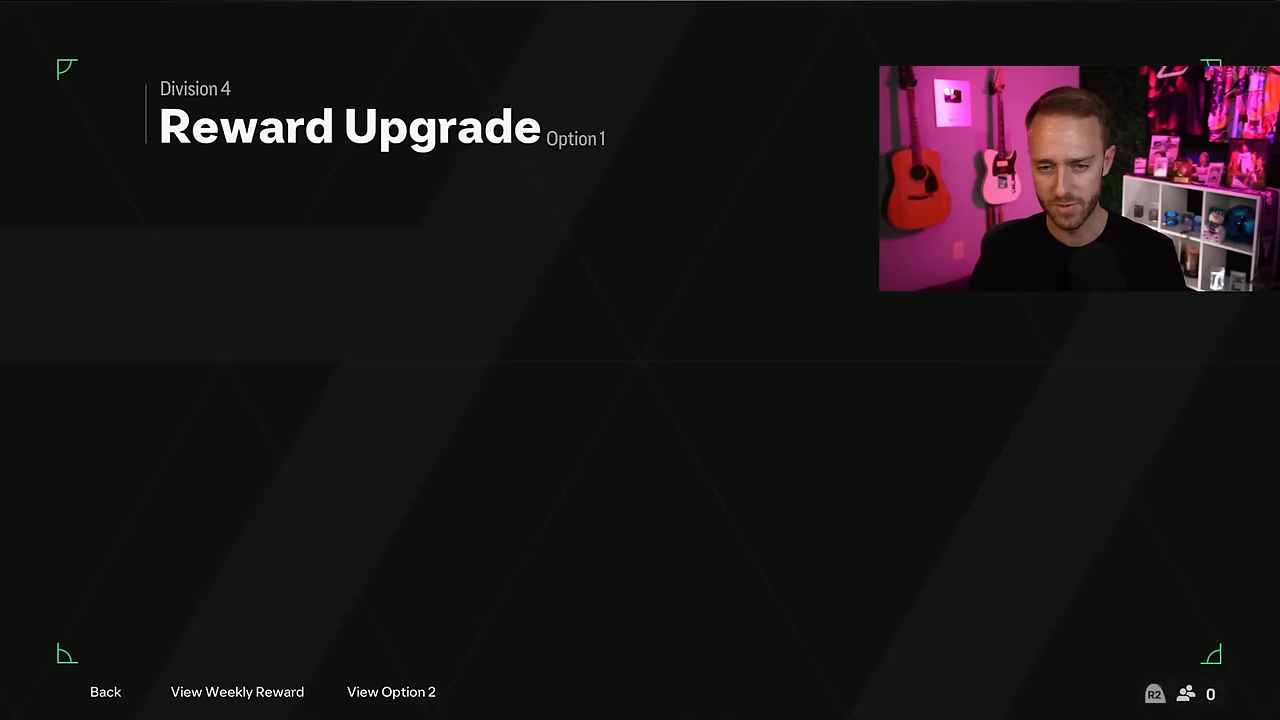 Division 4
Reward Upgrade Option 1
Back
View Weekly Reward
View Option 2
R2
0